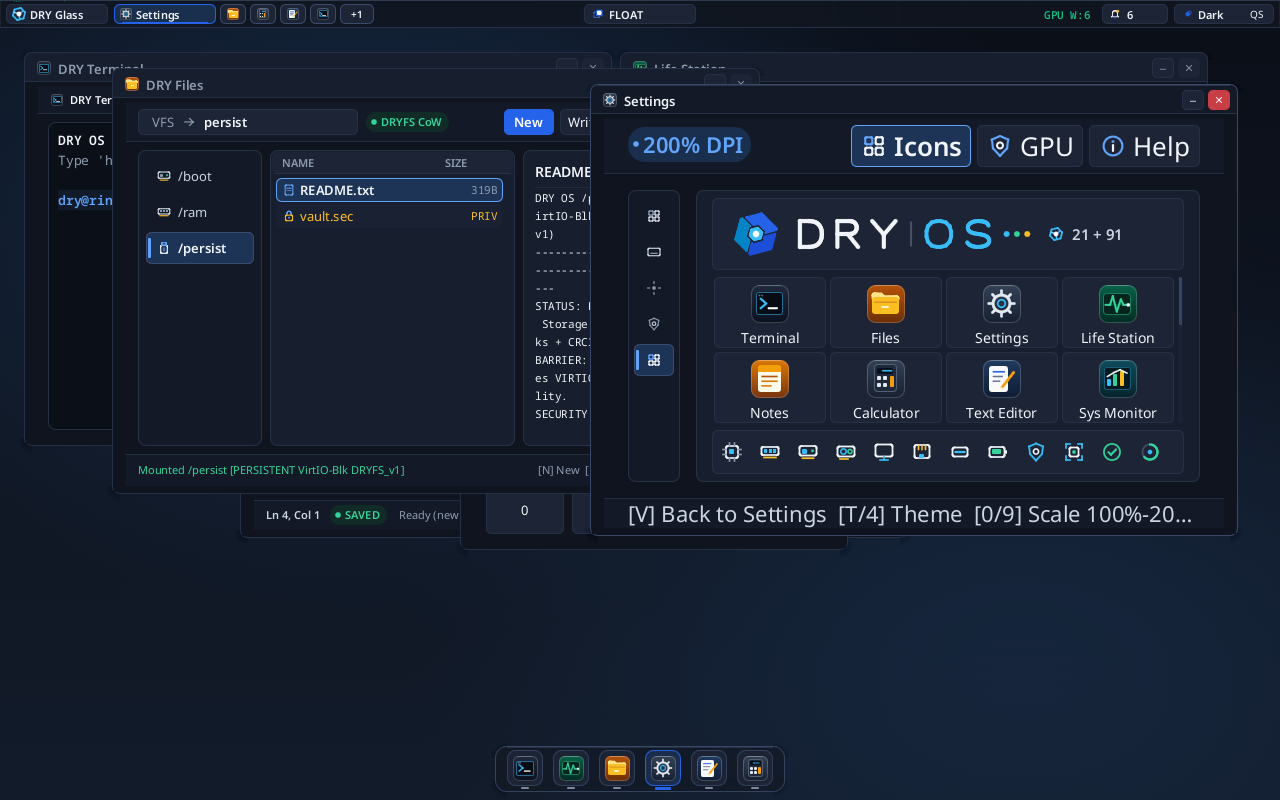 DRY Glass
Settings
+1
FLOAT
GPU W:6
6
Dark
QS
DRY Terminal
Life Station
DRY Ter
DRY OS
Type 'h
dry@rin
DRY Files
VFS → persist
DRYFS CoW
New
Writ
/boot
/ram
/persist
NAME
SIZE
README.txt
319B
vault.sec
PRIV
README
DRY OS /p
irtIO-Blk
v1)
---------
---------
---
STATUS:
Storage
ks + CRC
BARRIER:
es VIRTIO
lity.
SECURITY
Mounted /persist [PERSISTENT VirtIO-Blk DRYFS_v1]
[N] New [
Ln 4, Col 1
SAVED
Ready (new
0
Settings
200% DPI
Icons
GPU
Help
DRY | OS
21 + 91
Terminal
Files
Settings
Life Station
Notes
Calculator
Text Editor
Sys Monitor
[V] Back to Settings [T/4] Theme [0/9] Scale 100%-20...